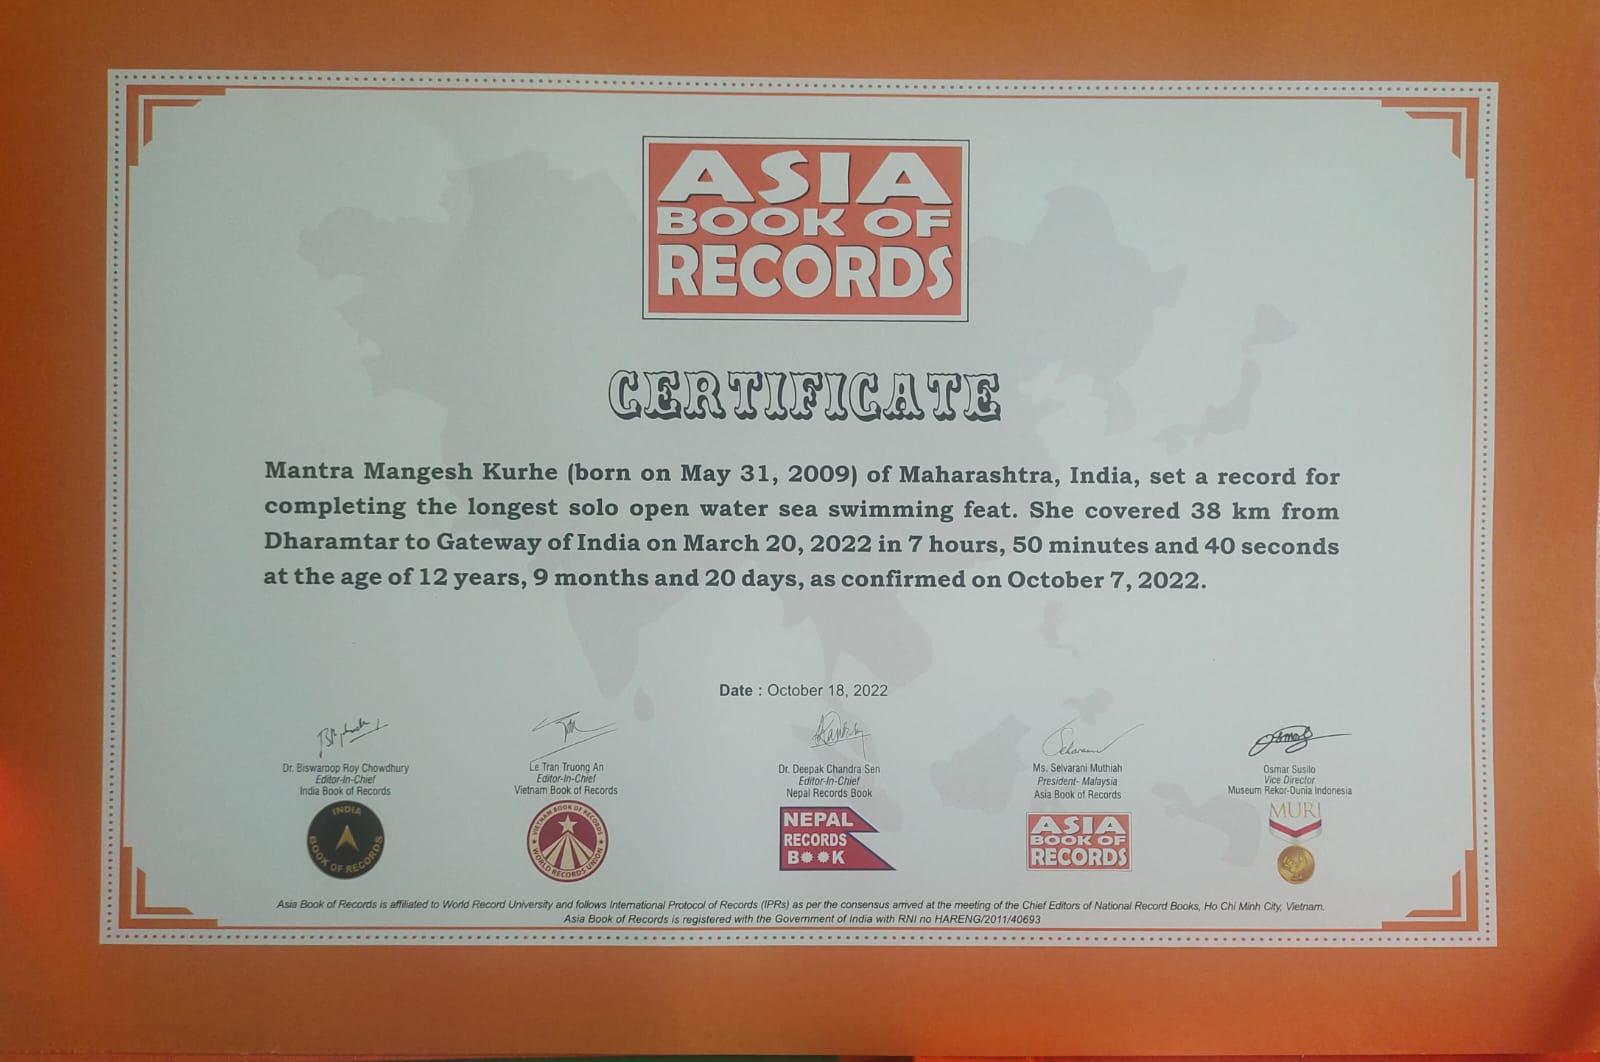 ASIA
BOOK OF
RECORDS
CERTIFICATE
Mantra Mangesh Kurhe (born on May 31, 2009) of Maharashtra, India, set a record for
completing the longest solo open water sea swimming feat. She covered 38 km from
Dharamtar to Gateway of India on March 20, 2022 in 7 hours, 50 minutes and 40 seconds
at the age of 12 years, 9 months and 20 days, as confirmed on October 7, 2022.
Date : October 18, 2022
Dr. Biswaroop Roy Chowdhury
Editor-In-Chief
India Book of Records
INDIA
BOOK OF RECORDS
Le Tran Truong An
Editor-In-Chief
Vietnam Book of Records
VIETNAM BOOK OF RECORDS
WORLD RECORDS UNION
Dr. Deepak Chandra Sen
Editor-In-Chief
Nepal Records Book
NEPAL
RECORDS
BOOK
Ms. Selvarani Muthiah
President- Malaysia
Asia Book of Records
ASIA
BOOK OF
RECORDS
Osmar Susilo
Vice Director
Museum Rekor-Dunia Indonesia
MURI
Asia Book of Records is affiliated to World Record University and follows International Protocol of Records (IPRs) as per the consensus arrived at the meeting of the Chief Editors of National Record Books, Ho Chi Minh City, Vietnam.
Asia Book of Records is registered with the Government of India with RNI no HARENG/2011/40693